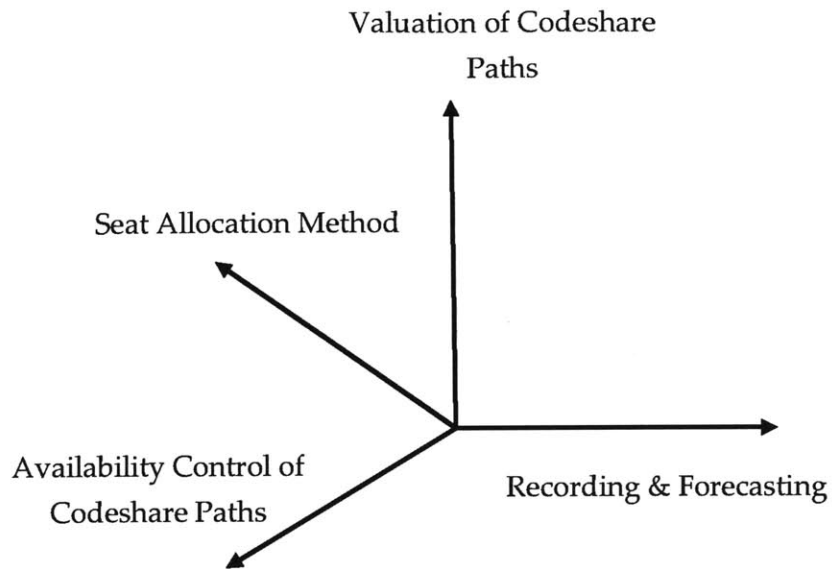 Valuation of Codeshare
Paths
Seat Allocation Method
Availability Control of
Codeshare Paths
Recording & Forecasting